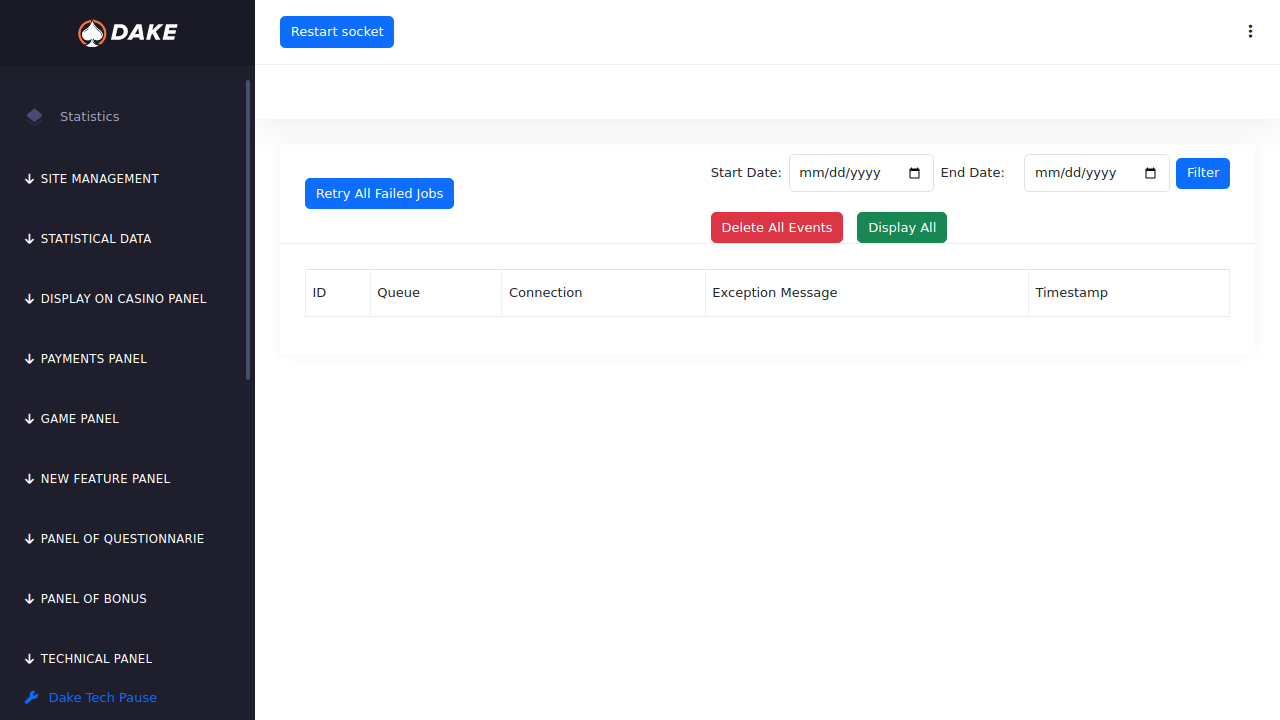 DAKE
Restart socket
Statistics
SITE MANAGEMENT
STATISTICAL DATA
DISPLAY ON CASINO PANEL
PAYMENTS PANEL
GAME PANEL
NEW FEATURE PANEL
PANEL OF QUESTIONNARIE
PANEL OF BONUS
TECHNICAL PANEL
Dake Tech Pause
Retry All Failed Jobs
Start Date: mm/dd/yyyy End Date: mm/dd/yyyy Filter
Delete All Events Display All
ID Queue Connection Exception Message Timestamp